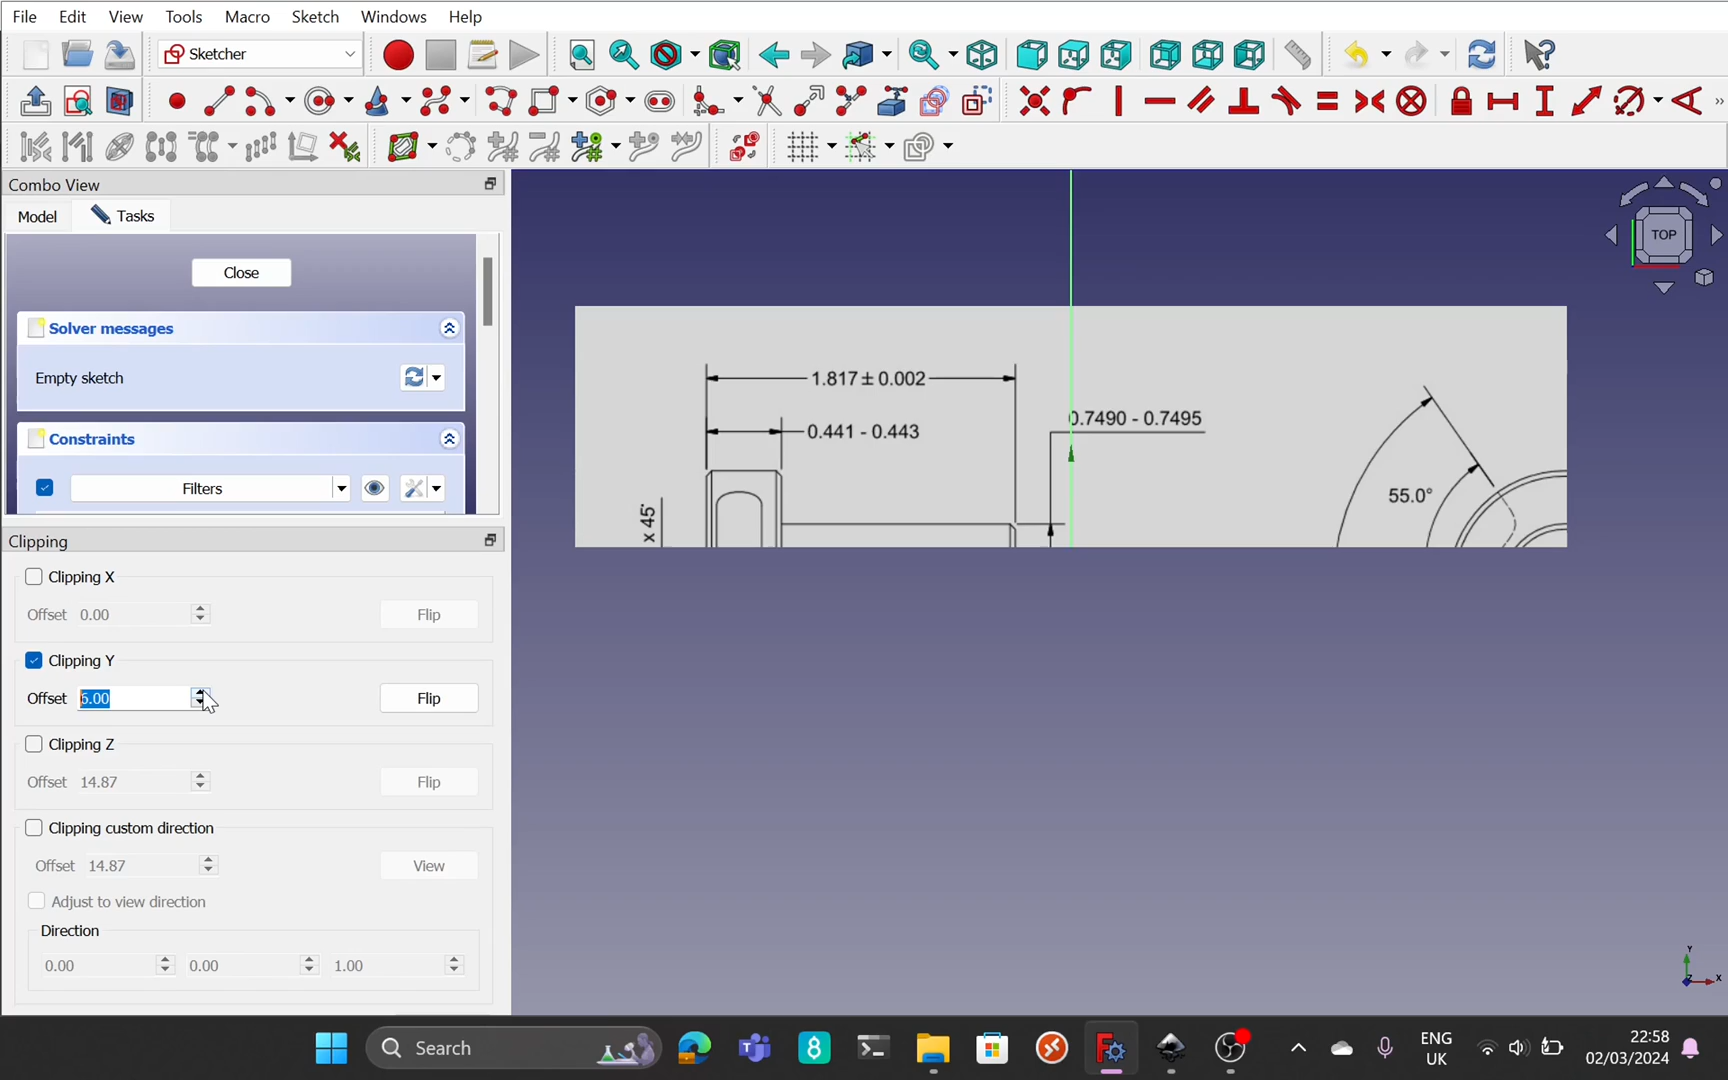 File Edit View Tools Macro Sketch Windows Help
Sketcher
Combo View
Model Tasks
Close
Solver messages
Empty sketch
Constraints
Filters
Clipping
Clipping X
Offset 0.00 Flip
Clipping Y
Offset 6.00 Flip
Clipping Z
Offset 14.87 Flip
Clipping custom direction
Offset 14.87 View
Adjust to view direction
Direction
0.00 0.00 1.00
1.817 ± 0.002
0.441 - 0.443
0.7490 - 0.7495
x 45°
55.0°
TOP
Y
Z X
Search
ENG
UK
22:58
02/03/2024